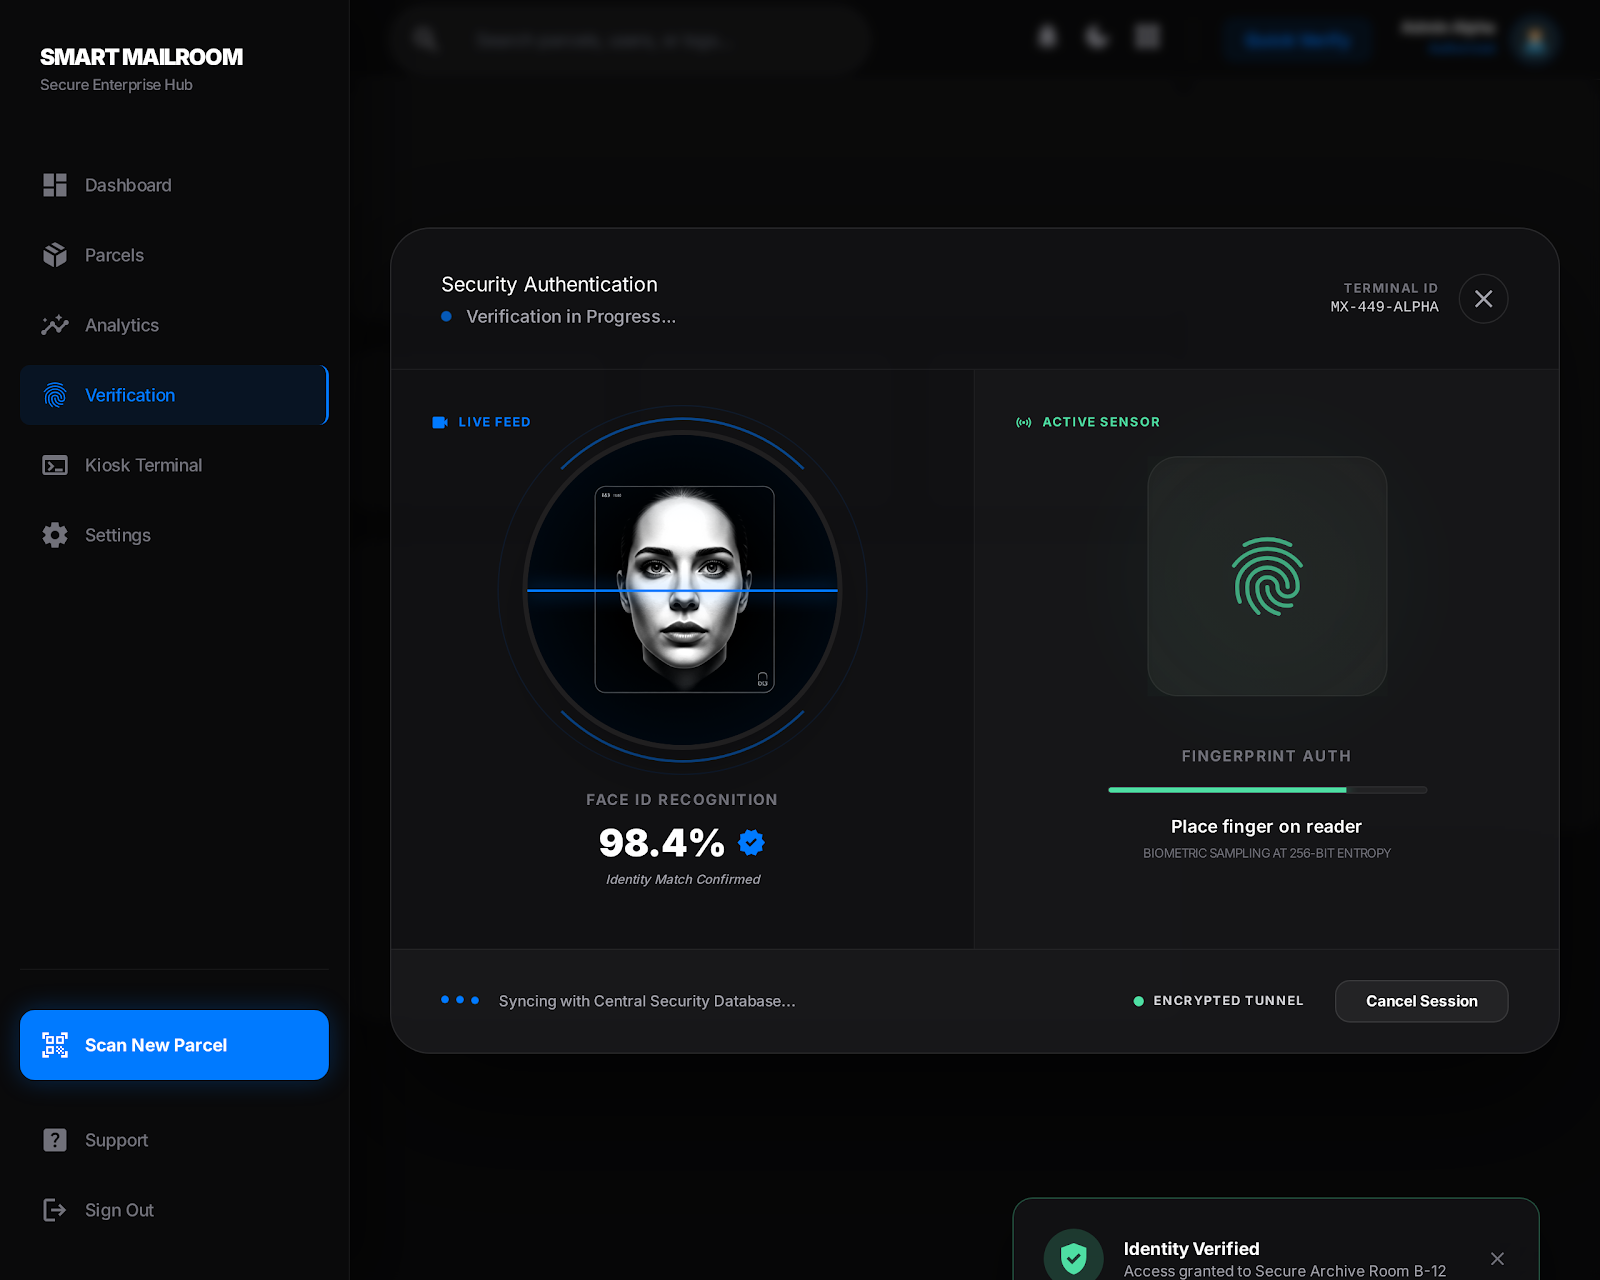 SMART MAILROOM
Secure Enterprise Hub
Dashboard
Parcels
Analytics
Verification
Kiosk Terminal
Settings
Scan New Parcel
Support
Sign Out
Security Authentication
Verification in Progress...
TERMINAL ID
MX-449-ALPHA
LIVE FEED
FACE ID RECOGNITION
98.4%
Identity Match Confirmed
ACTIVE SENSOR
FINGERPRINT AUTH
Place finger on reader
BIOMETRIC SAMPLING AT 256-BIT ENTROPY
Syncing with Central Security Database...
ENCRYPTED TUNNEL
Cancel Session
Identity Verified
Access granted to Secure Archive Room B-12